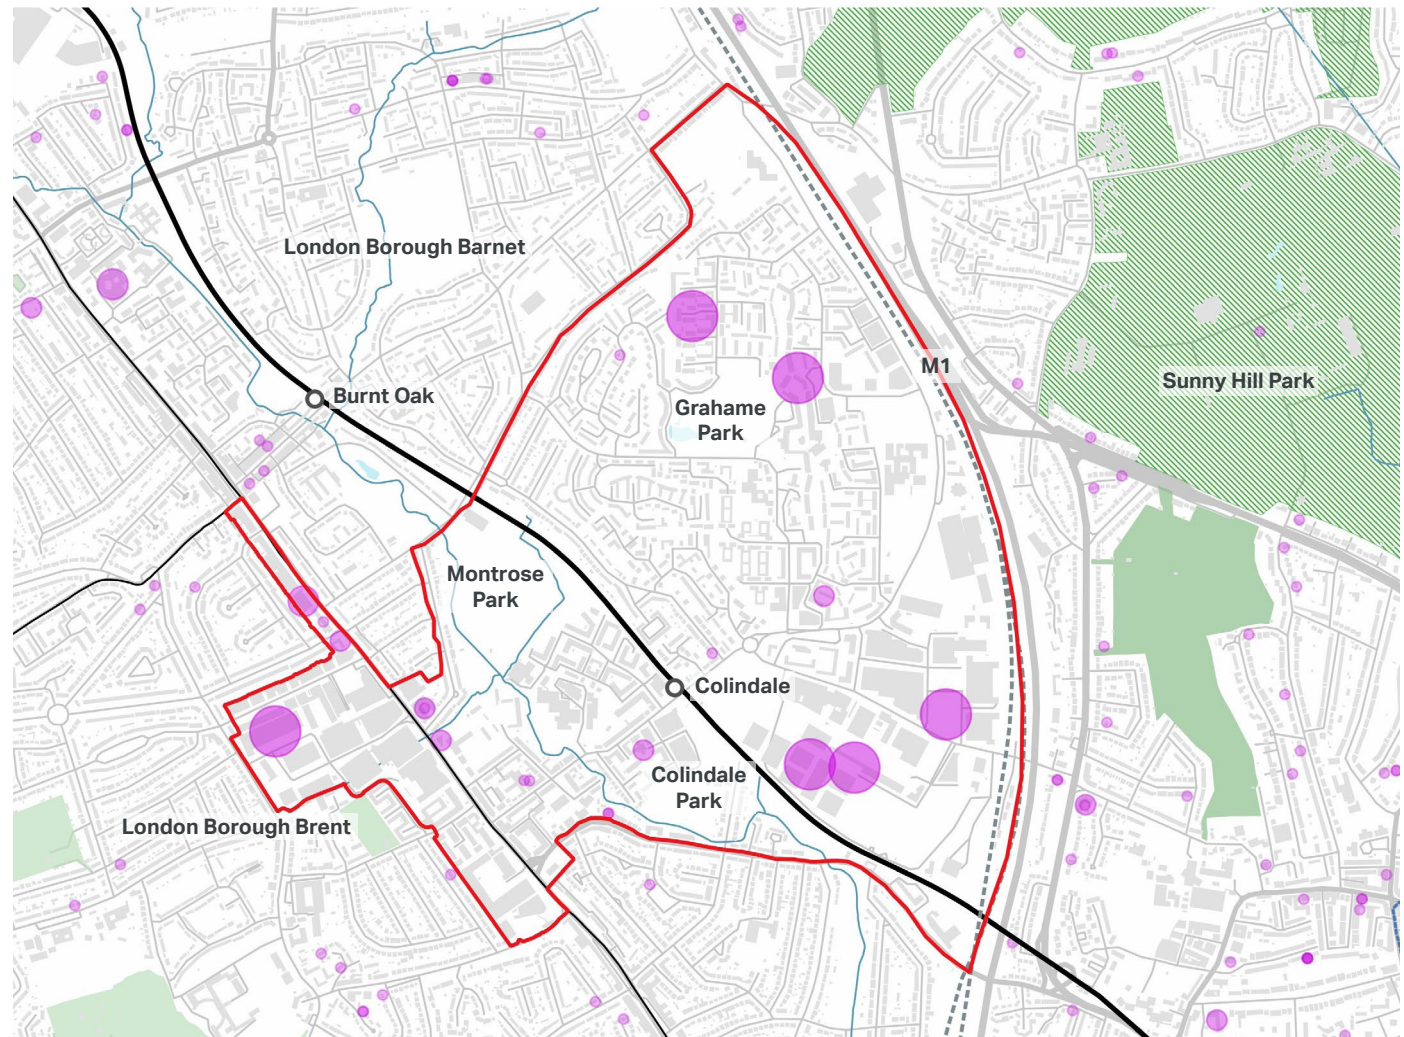 London Borough Barnet
M1
Sunny Hill Park
Burnt Oak
Grahame
Park
Montrose
Park
Colindale
Colindale
Park
London Borough Brent